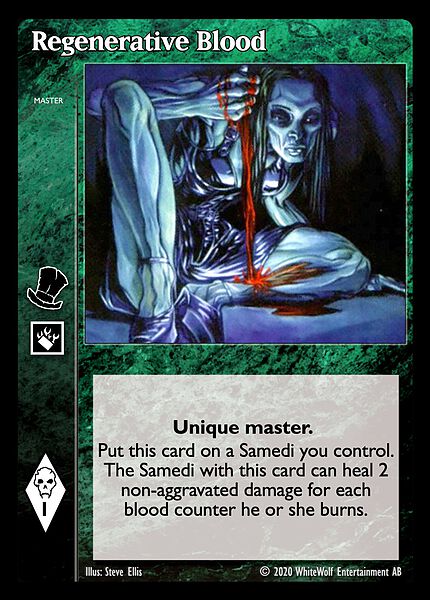 Regenerative Blood
MASTER
I
Unique master.
Put this card on a Samedi you control.
The Samedi with this card can heal 2
non-aggravated damage for each
blood counter he or she burns.
Illus: Steve Ellis
© 2020 WhiteWolf Entertainment AB